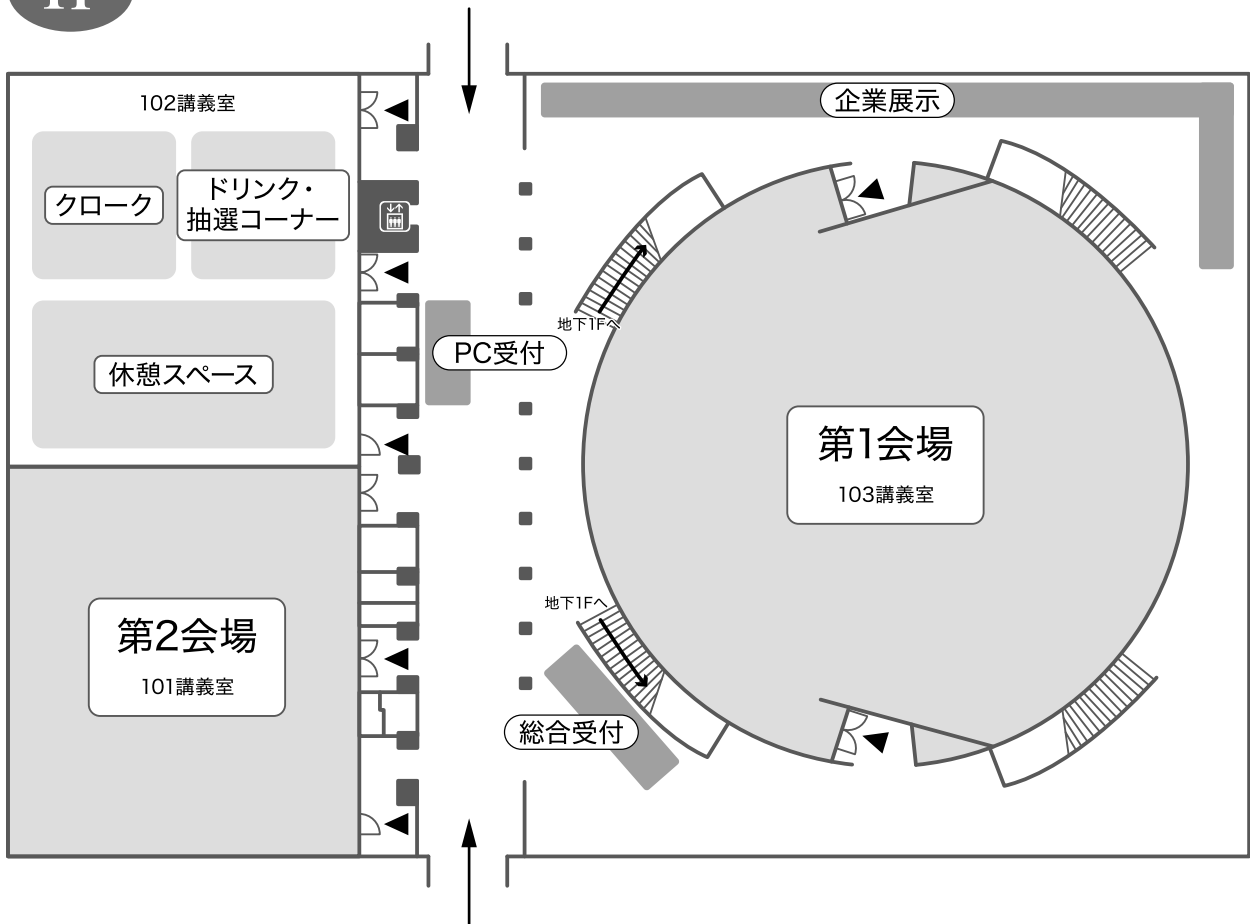 102講義室
企業展示
クローク
ドリンク・
抽選コーナー
地下1Fへ
PC受付
休憩スペース
第1会場
103講義室
地下1Fへ
第2会場
101講義室
総合受付